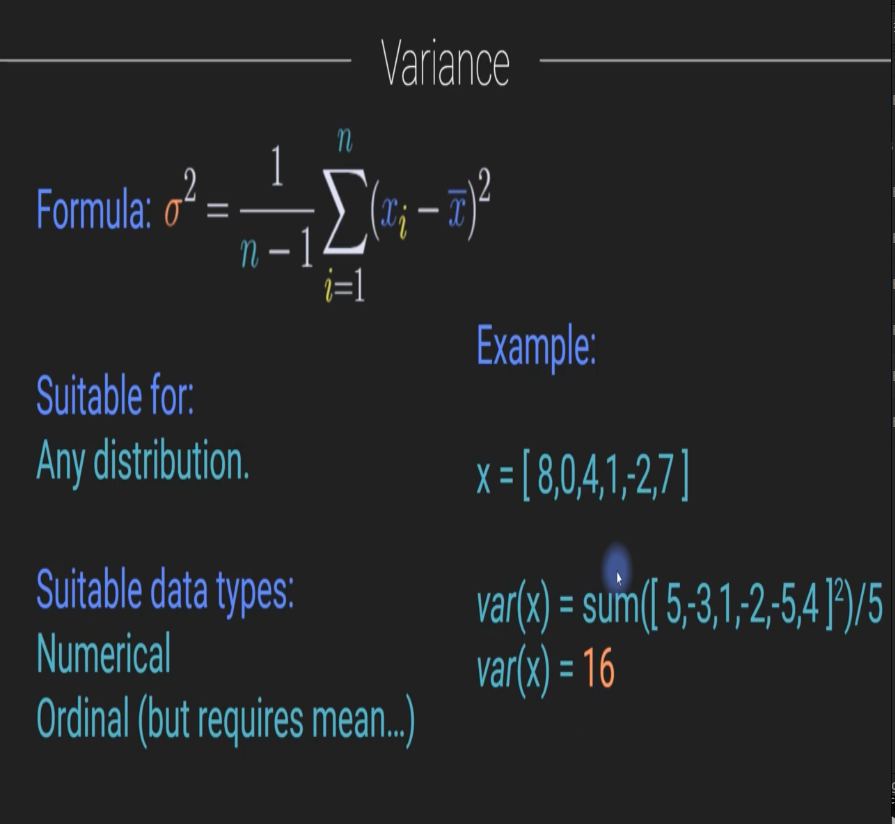 Variance
Formula: σ² = 1/(n − 1) ∑ᵢ₌₁ⁿ (xᵢ − x̄)²
Suitable for:
Any distribution.
Suitable data types:
Numerical
Ordinal (but requires mean...)
Example:
x = [ 8,0,4,1,-2,7 ]
var(x) = sum([ 5,-3,1,-2,-5,4 ]²)/5
var(x) = 16